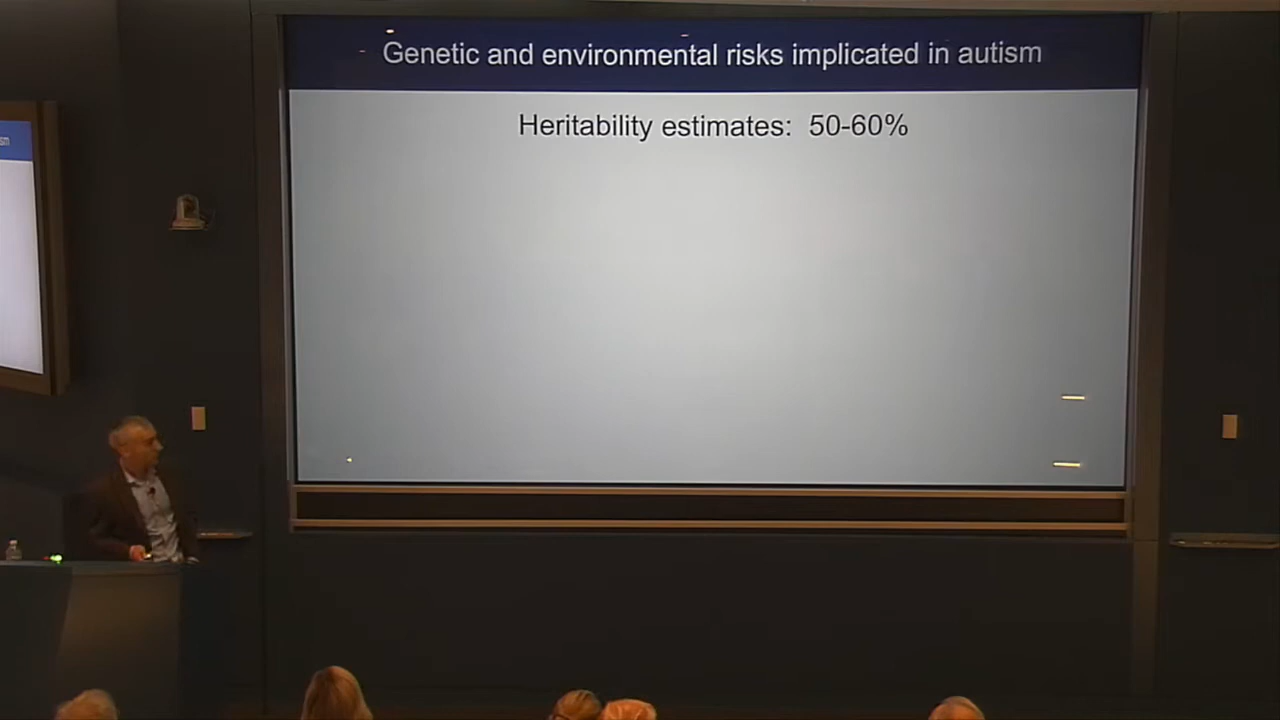 Genetic and environmental risks implicated in autism
Heritability estimates: 50-60%